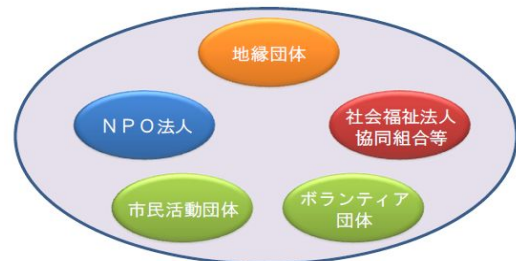 地縁団体
ＮＰＯ法人
社会福祉法人
協同組合等
市民活動団体
ボランティア
団体